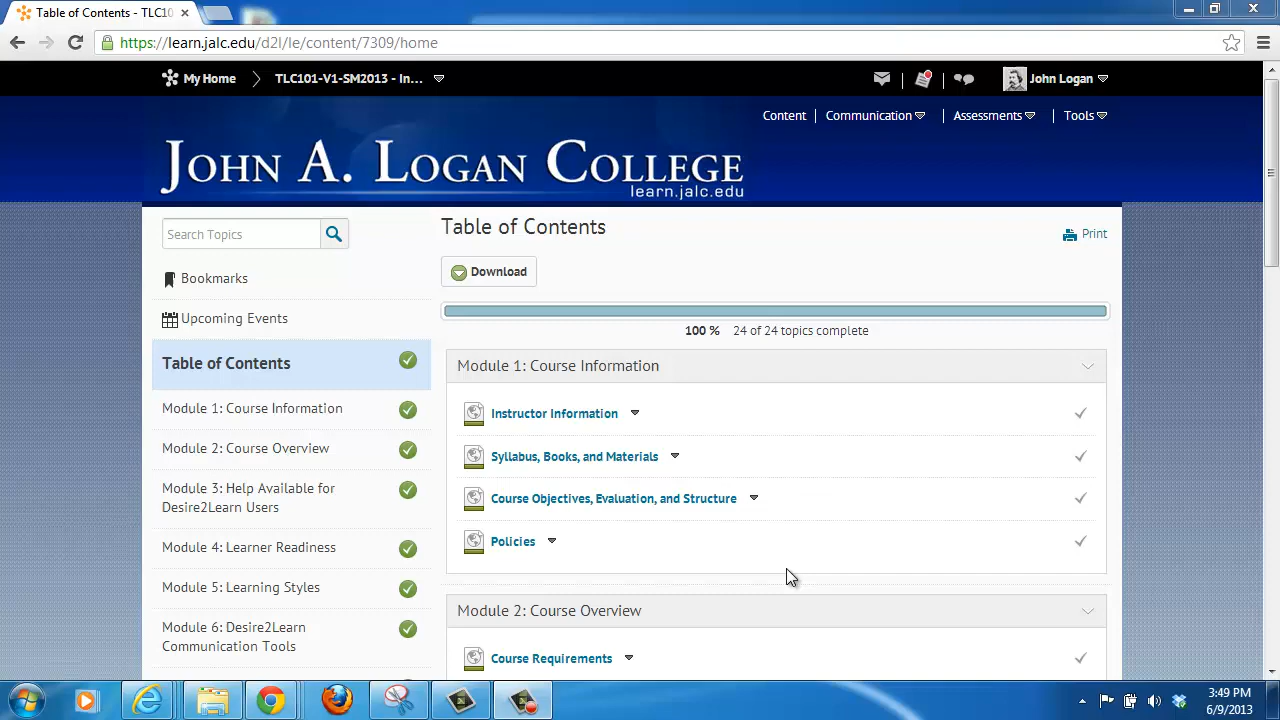 Table of Contents - TLC10
https://learn.jalc.edu/d2l/le/content/7309/home
My Home
TLC101-V1-SM2013 - In...
John Logan
Content
Communication
Assessments
Tools
JOHN A. LOGAN COLLEGE
learn.jalc.edu
Search Topics
Bookmarks
Upcoming Events
Table of Contents
Module 1: Course Information
Module 2: Course Overview
Module 3: Help Available for
Desire2Learn Users
Module 4: Learner Readiness
Module 5: Learning Styles
Module 6: Desire2Learn
Communication Tools
Table of Contents
Print
Download
100 % 24 of 24 topics complete
Module 1: Course Information
Instructor Information
Syllabus, Books, and Materials
Course Objectives, Evaluation, and Structure
Policies
Module 2: Course Overview
Course Requirements
3:49 PM
6/9/2013